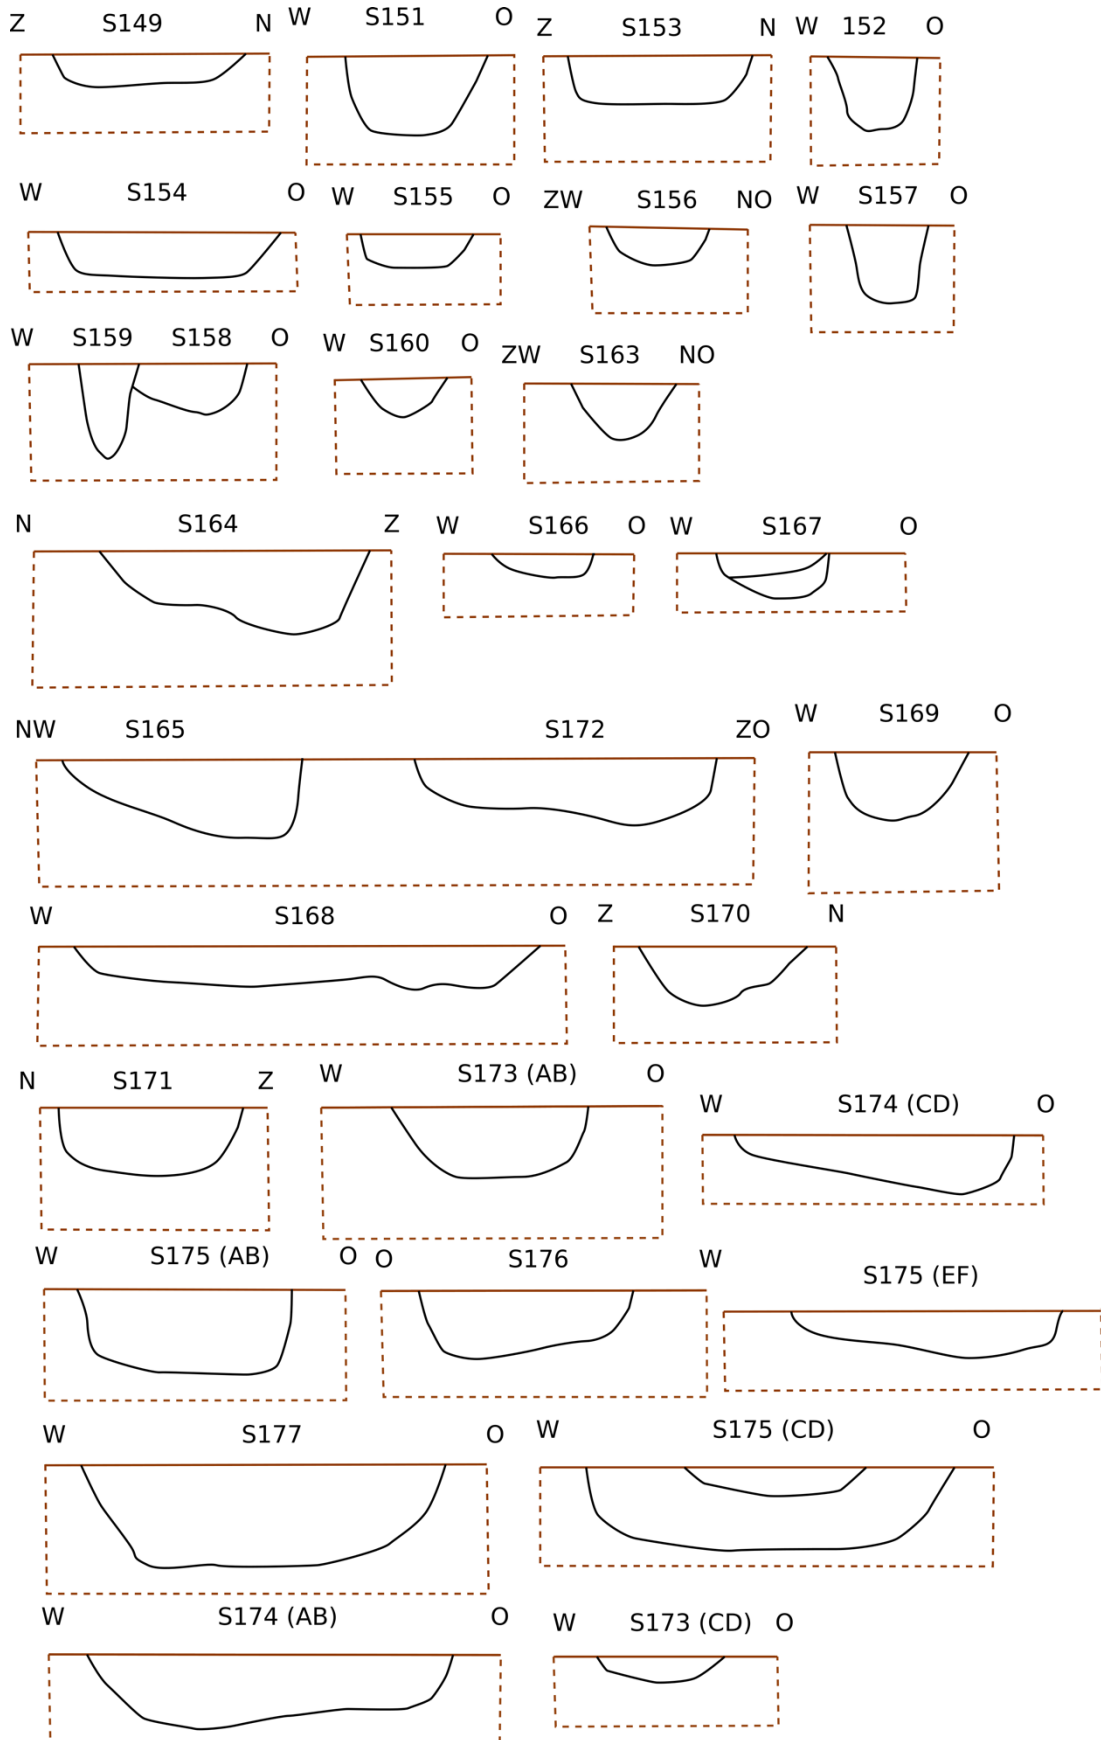 Z S149 N W S151 O Z S153 N W 152 O
W S154 O W S155 O ZW S156 NO W S157 O
W S159 S158 O W S160 O ZW S163 NO
N S164 Z W S166 O W S167 O
NW S165 S172 ZO W S169 O
W S168 O Z S170 N
N S171 Z W S173 (AB) O W S174 (CD) O
W S175 (AB) O O S176 W S175 (EF)
W S177 O W S175 (CD) O
W S174 (AB) O W S173 (CD) O